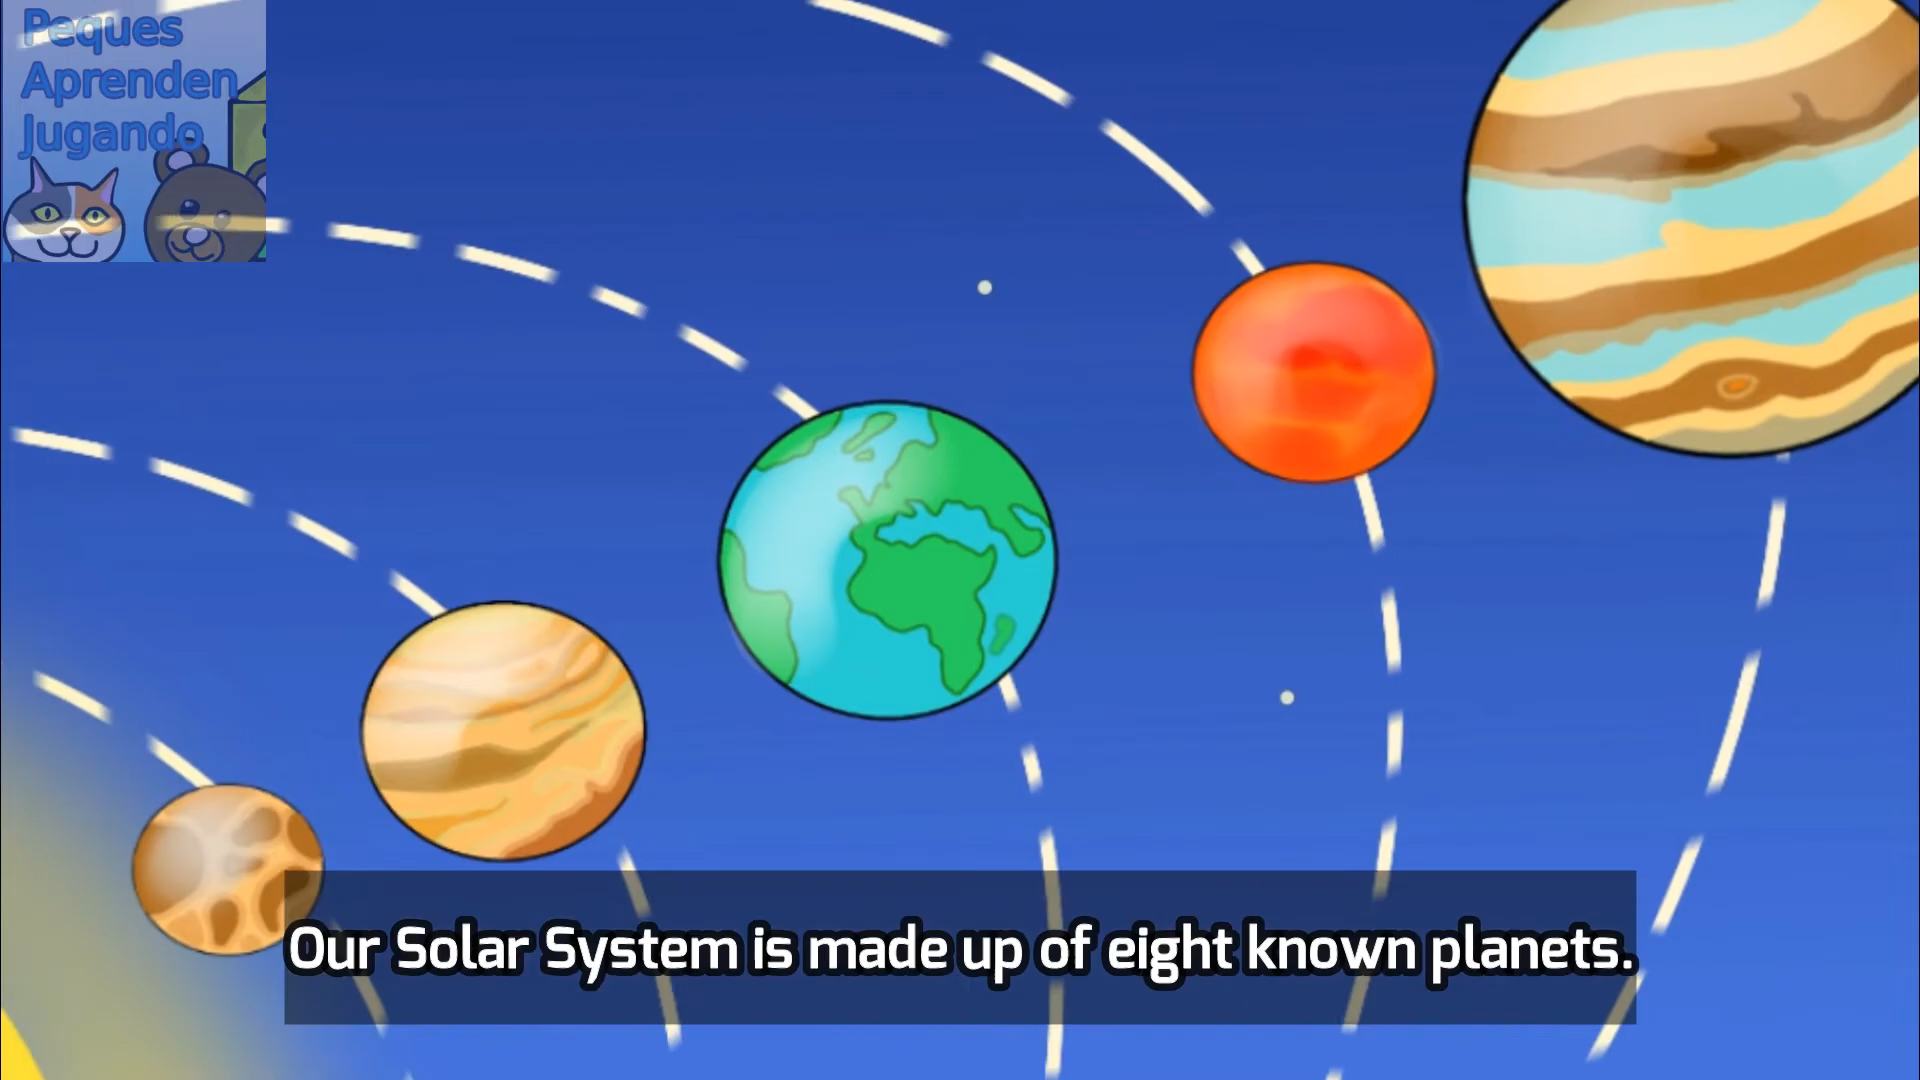 Peques
Aprenden
Jugando
Our Solar System is made up of eight known planets.